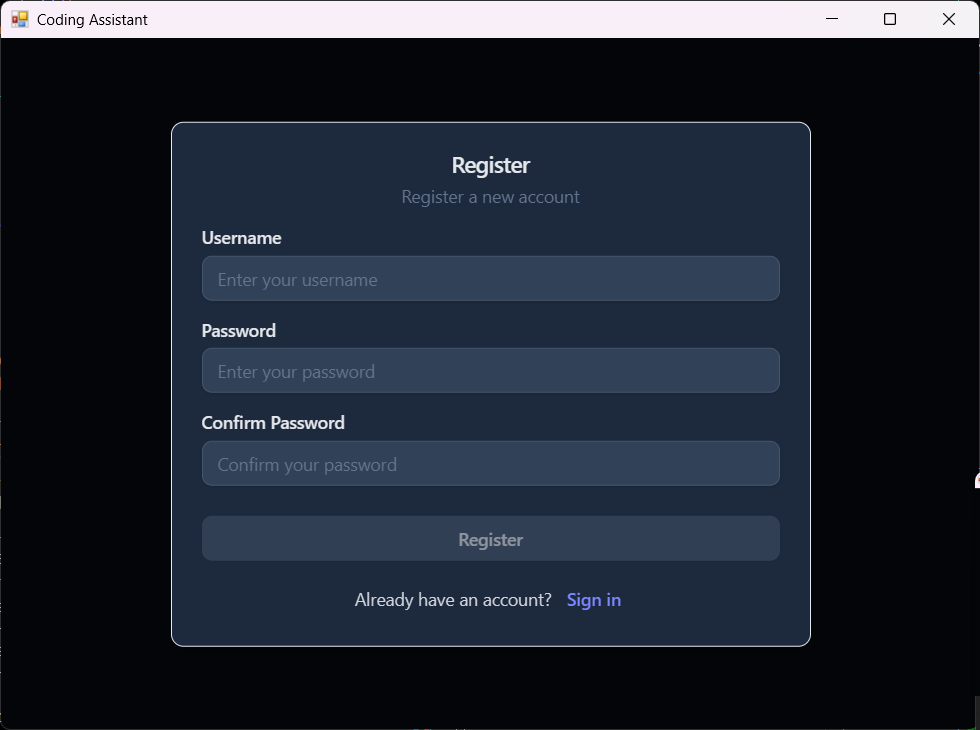 Coding Assistant
Register
Register a new account
Username
Enter your username
Password
Enter your password
Confirm Password
Confirm your password
Register
Already have an account? Sign in